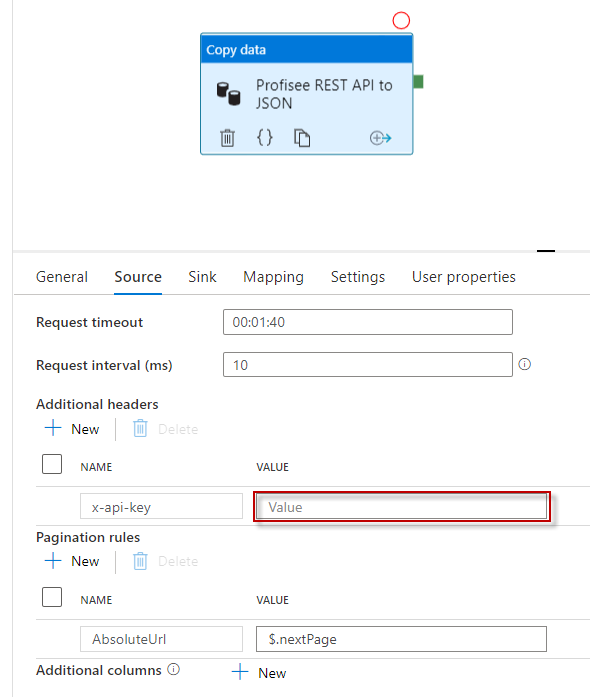 Copy data
Profisee REST API to
JSON
General Source Sink Mapping Settings User properties
Request timeout 00:01:40
Request interval (ms) 10
Additional headers
New Delete
NAME VALUE
x-api-key Value
Pagination rules
New Delete
NAME VALUE
AbsoluteUrl $.nextPage
Additional columns New